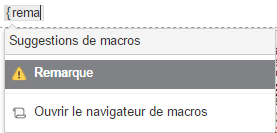 {rema
Suggestions de macros
Remarque
Ouvrir le navigateur de macros